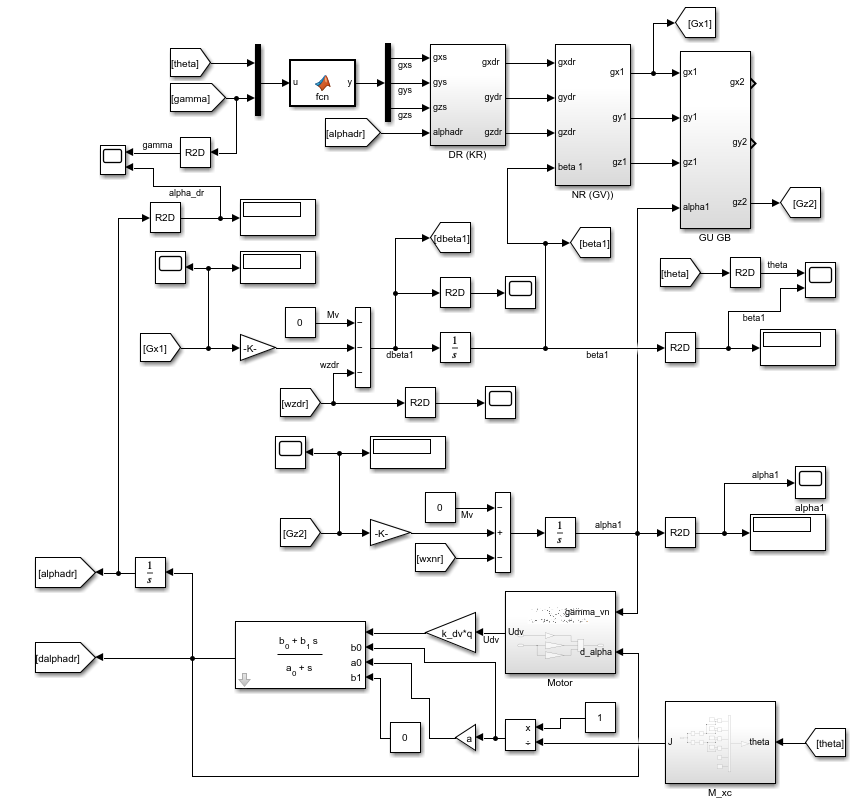 [Gx1]
[theta]
[gamma]
u
y
fcn
gxs
gys
gzs
[alphadr]
gxs
gys
gzs
alphadr
gxdr
gydr
gzdr
DR (KR)
gxdr
gydr
gzdr
beta 1
gx1
gy1
gz1
NR (GV))
gx1
gy1
gz1
alpha1
gx2
gy2
gz2
GU GB
[Gz2]
gamma
R2D
alpha_dr
R2D
[dbeta1]
[beta1]
R2D
[theta]
R2D
theta
beta1
[Gx1]
-K-
0
Mv
−
−
−
wzdr
dbeta1
1
s
beta1
R2D
[wzdr]
R2D
[Gz2]
-K-
0
Mv
−
+
−
[wxnr]
1
s
alpha1
R2D
alpha1
alpha1
[alphadr]
1
s
[dalphadr]
b0 + b1 s
a0 + s
b0
a0
b1
k_dv*q
Udv
Udv
gamma_vn
d_alpha
Motor
0
a
x
÷
1
J
theta
M_xc
[theta]